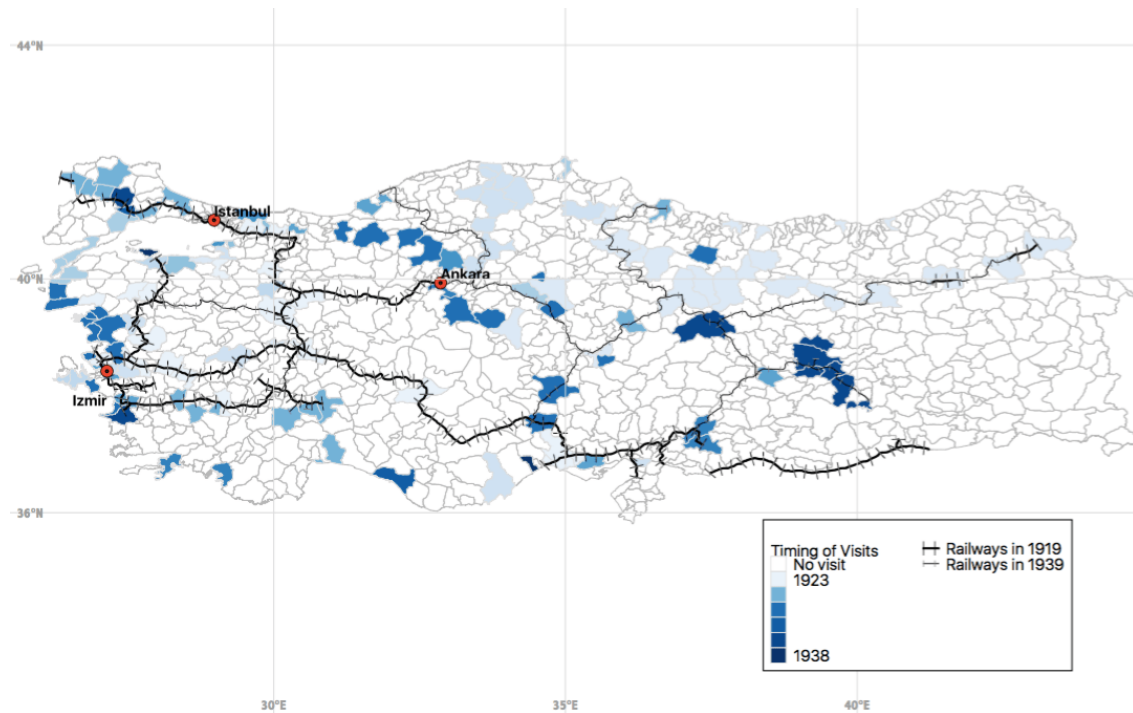 44°N
Istanbul
40°N
Ankara
Izmir
36°N
Timing of Visits
No visit
1923
1938
Railways in 1919
Railways in 1939
30°E
35°E
40°E